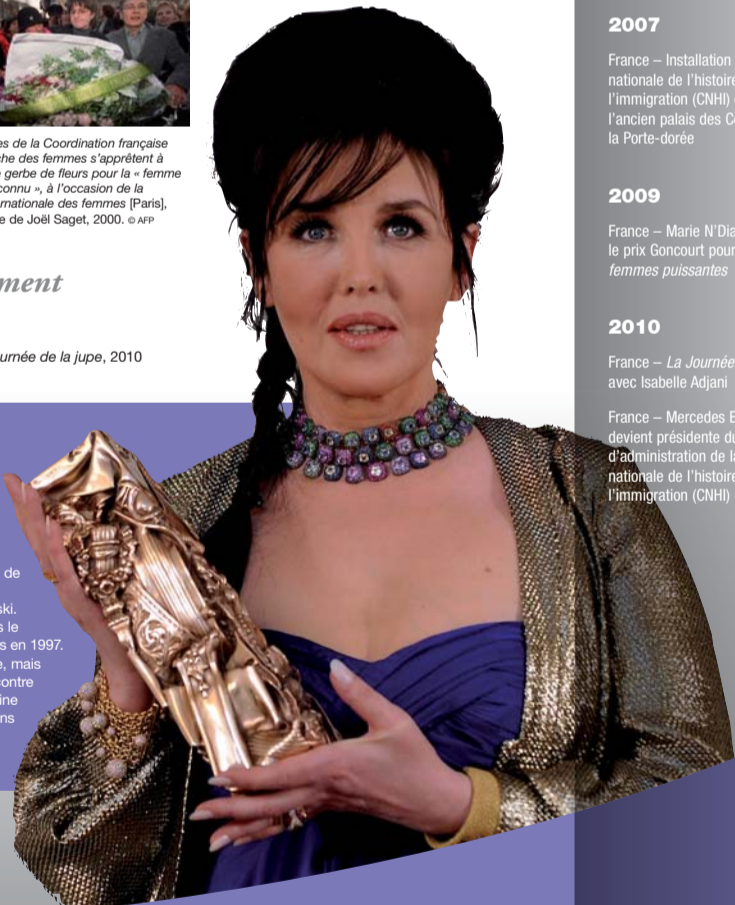 es de la Coordination française
che des femmes s'apprêtent à
gerbe de fleurs pour la « femme
connu », à l'occasion de la
rnationale des femmes [Paris],
e de Joël Saget, 2000. © AFP
ment
urnée de la jupe, 2010
de
ski.
s le
s en 1997.
e, mais
contre
ine
ns
2007
France – Installation
nationale de l'histoire
l'immigration (CNHI)
l'ancien palais des C
la Porte-dorée
2009
France – Marie N'Dia
le prix Goncourt pour
femmes puissantes
2010
France – La Journée
avec Isabelle Adjani
France – Mercedes E
devient présidente du
d'administration de la
nationale de l'histoire
l'immigration (CNHI)